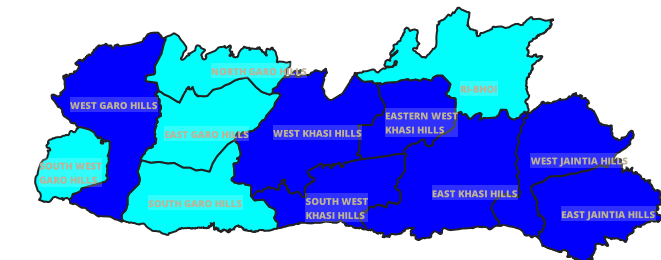 NORTH GARO HILLS
RI-BHOI
WEST GARO HILLS
EASTERN WEST
KHASI HILLS
EAST GARO HILLS
WEST KHASI HILLS
SOUTH WEST
GARO HILLS
WEST JAINTIA HILLS
EAST KHASI HILLS
SOUTH GARO HILLS
SOUTH WEST
KHASI HILLS
EAST JAINTIA HILLS